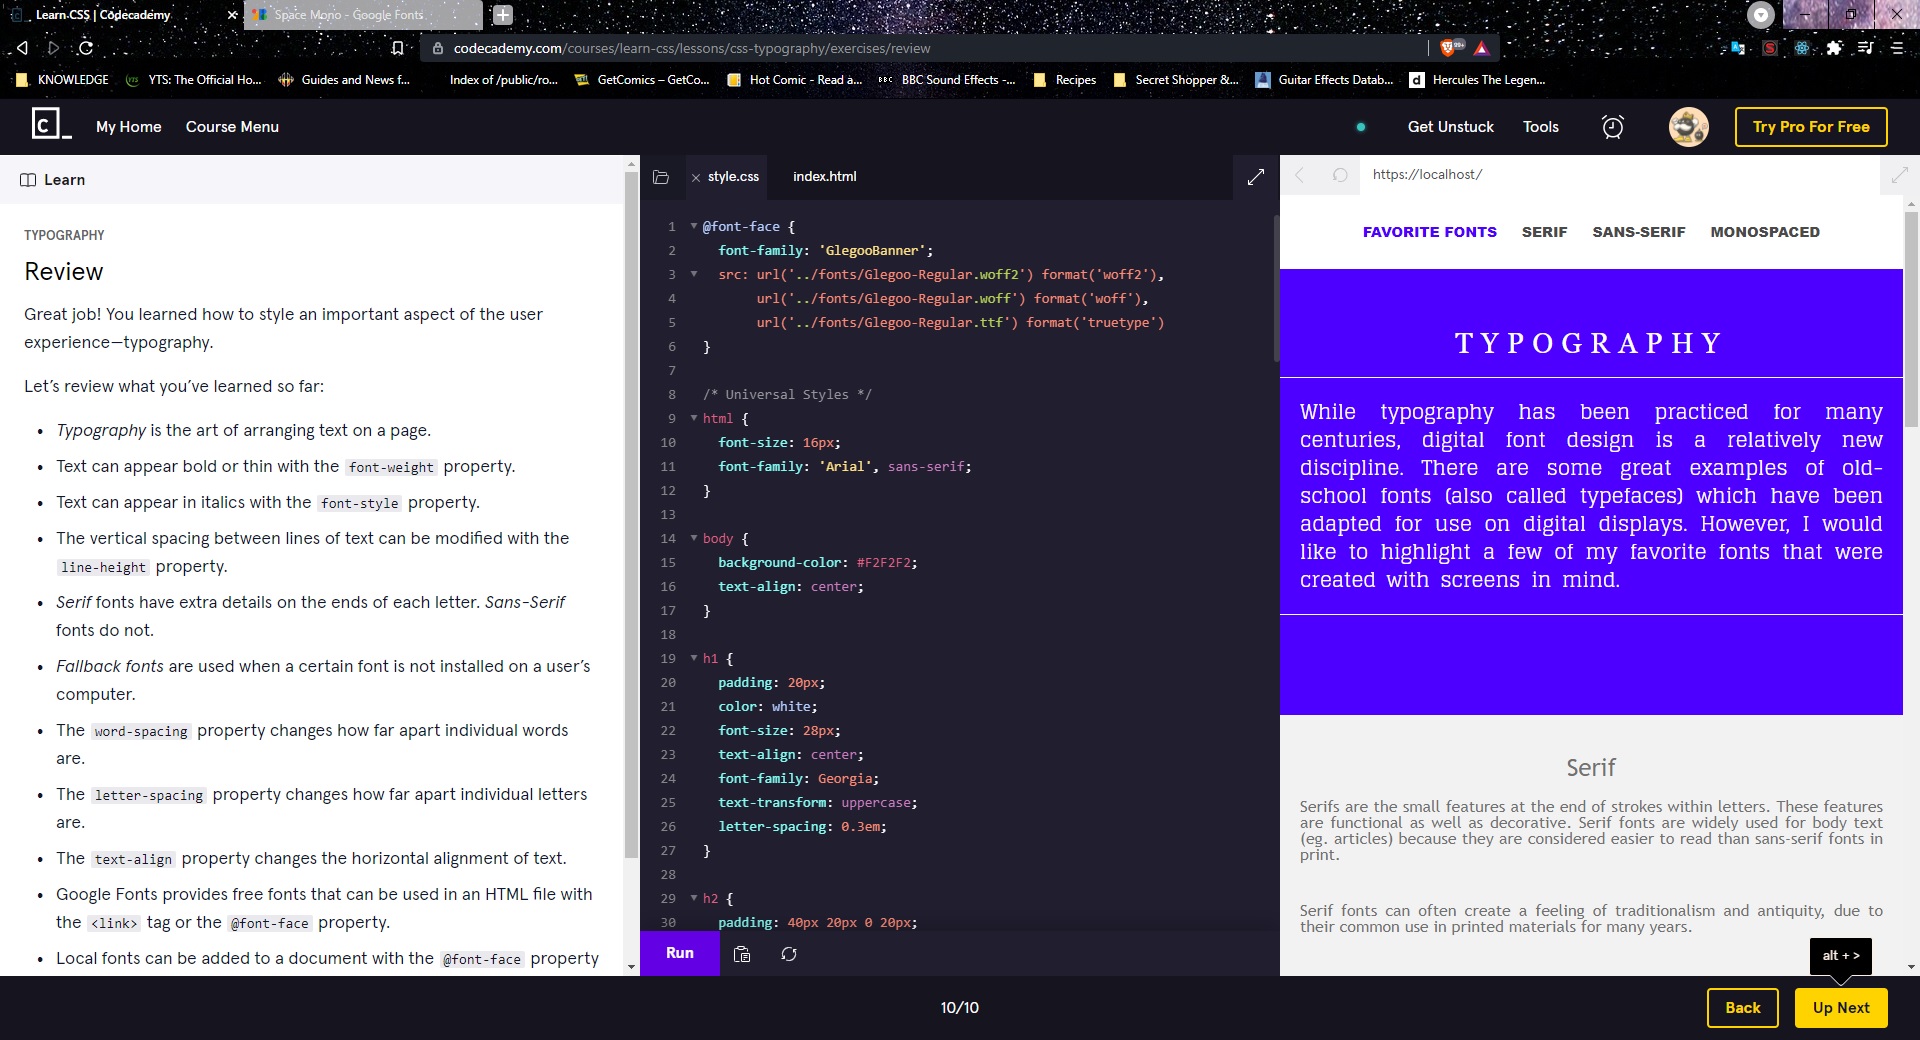 Learn CSS | Codecademy
Space Mono - Google Fonts
codecademy.com/courses/learn-css/lessons/css-typography/exercises/review
99+
KNOWLEDGE
YTS: The Official Ho...
Guides and News f...
Index of /public/ro...
GetComics – GetCo...
Hot Comic - Read a...
BBC Sound Effects -...
Recipes
Secret Shopper &...
Guitar Effects Datab...
Hercules The Legen...
My Home
Course Menu
Get Unstuck
Tools
Try Pro For Free
Learn
TYPOGRAPHY
Review
Great job! You learned how to style an important aspect of the user
experience—typography.
Let's review what you've learned so far:
• Typography is the art of arranging text on a page.
• Text can appear bold or thin with the font-weight property.
• Text can appear in italics with the font-style property.
• The vertical spacing between lines of text can be modified with the
line-height property.
• Serif fonts have extra details on the ends of each letter. Sans-Serif
fonts do not.
• Fallback fonts are used when a certain font is not installed on a user's
computer.
• The word-spacing property changes how far apart individual words
are.
• The letter-spacing property changes how far apart individual letters
are.
• The text-align property changes the horizontal alignment of text.
• Google Fonts provides free fonts that can be used in an HTML file with
the <link> tag or the @font-face property.
• Local fonts can be added to a document with the @font-face property
style.css
index.html
1 @font-face {
2 font-family: 'GlegooBanner';
3 src: url('../fonts/Glegoo-Regular.woff2') format('woff2'),
4 url('../fonts/Glegoo-Regular.woff') format('woff'),
5 url('../fonts/Glegoo-Regular.ttf') format('truetype')
6 }
7
8 /* Universal Styles */
9 html {
10 font-size: 16px;
11 font-family: 'Arial', sans-serif;
12 }
13
14 body {
15 background-color: #F2F2F2;
16 text-align: center;
17 }
18
19 h1 {
20 padding: 20px;
21 color: white;
22 font-size: 28px;
23 text-align: center;
24 font-family: Georgia;
25 text-transform: uppercase;
26 letter-spacing: 0.3em;
27 }
28
29 h2 {
30 padding: 40px 20px 0 20px;
Run
https://localhost/
FAVORITE FONTS SERIF SANS-SERIF MONOSPACED
TYPOGRAPHY
While typography has been practiced for many
centuries, digital font design is a relatively new
discipline. There are some great examples of old-
school fonts (also called typefaces) which have been
adapted for use on digital displays. However, I would
like to highlight a few of my favorite fonts that were
created with screens in mind.
Serif
Serifs are the small features at the end of strokes within letters. These features
are functional as well as decorative. Serif fonts are widely used for body text
(eg. articles) because they are considered easier to read than sans-serif fonts in
print.
Serif fonts can often create a feeling of traditionalism and antiquity, due to
their common use in printed materials for many years.
alt + >
10/10
Back
Up Next